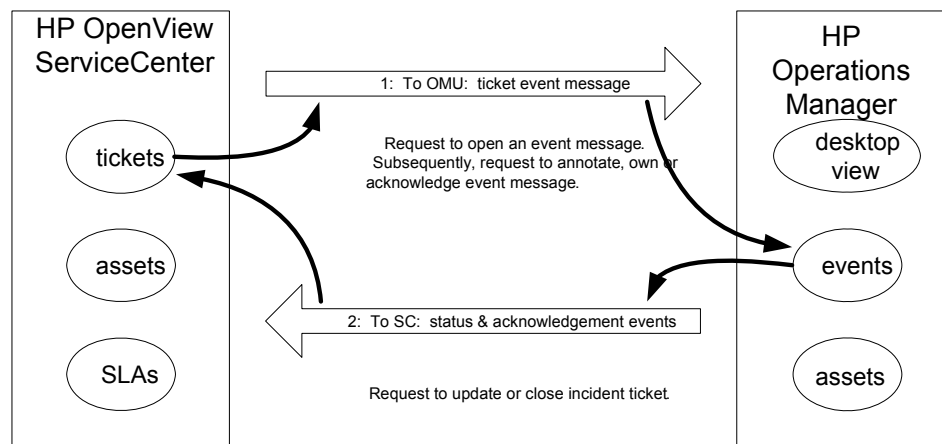 HP OpenView
ServiceCenter
tickets
assets
SLAs
1: To OMU: ticket event message
Request to open an event message.
Subsequently, request to annotate, own or
acknowledge event message.
2: To SC: status & acknowledgement events
Request to update or close incident ticket.
HP
Operations
Manager
desktop
view
events
assets